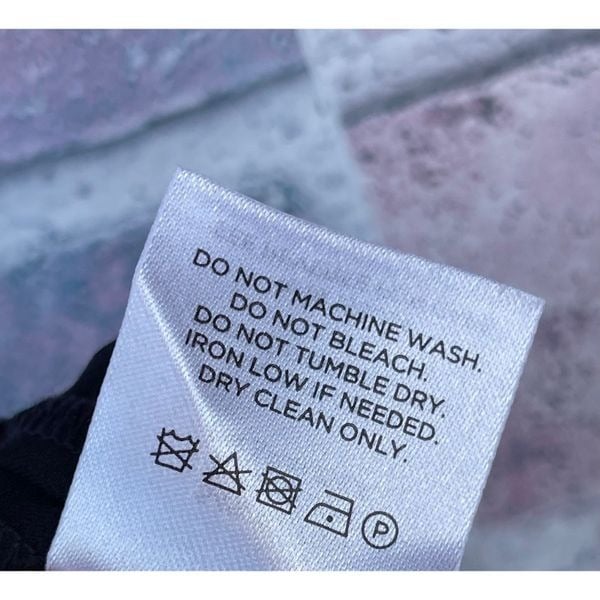 DO NOT MACHINE WASH.
DO NOT BLEACH.
DO NOT TUMBLE DRY.
IRON LOW IF NEEDED.
DRY CLEAN ONLY.
P